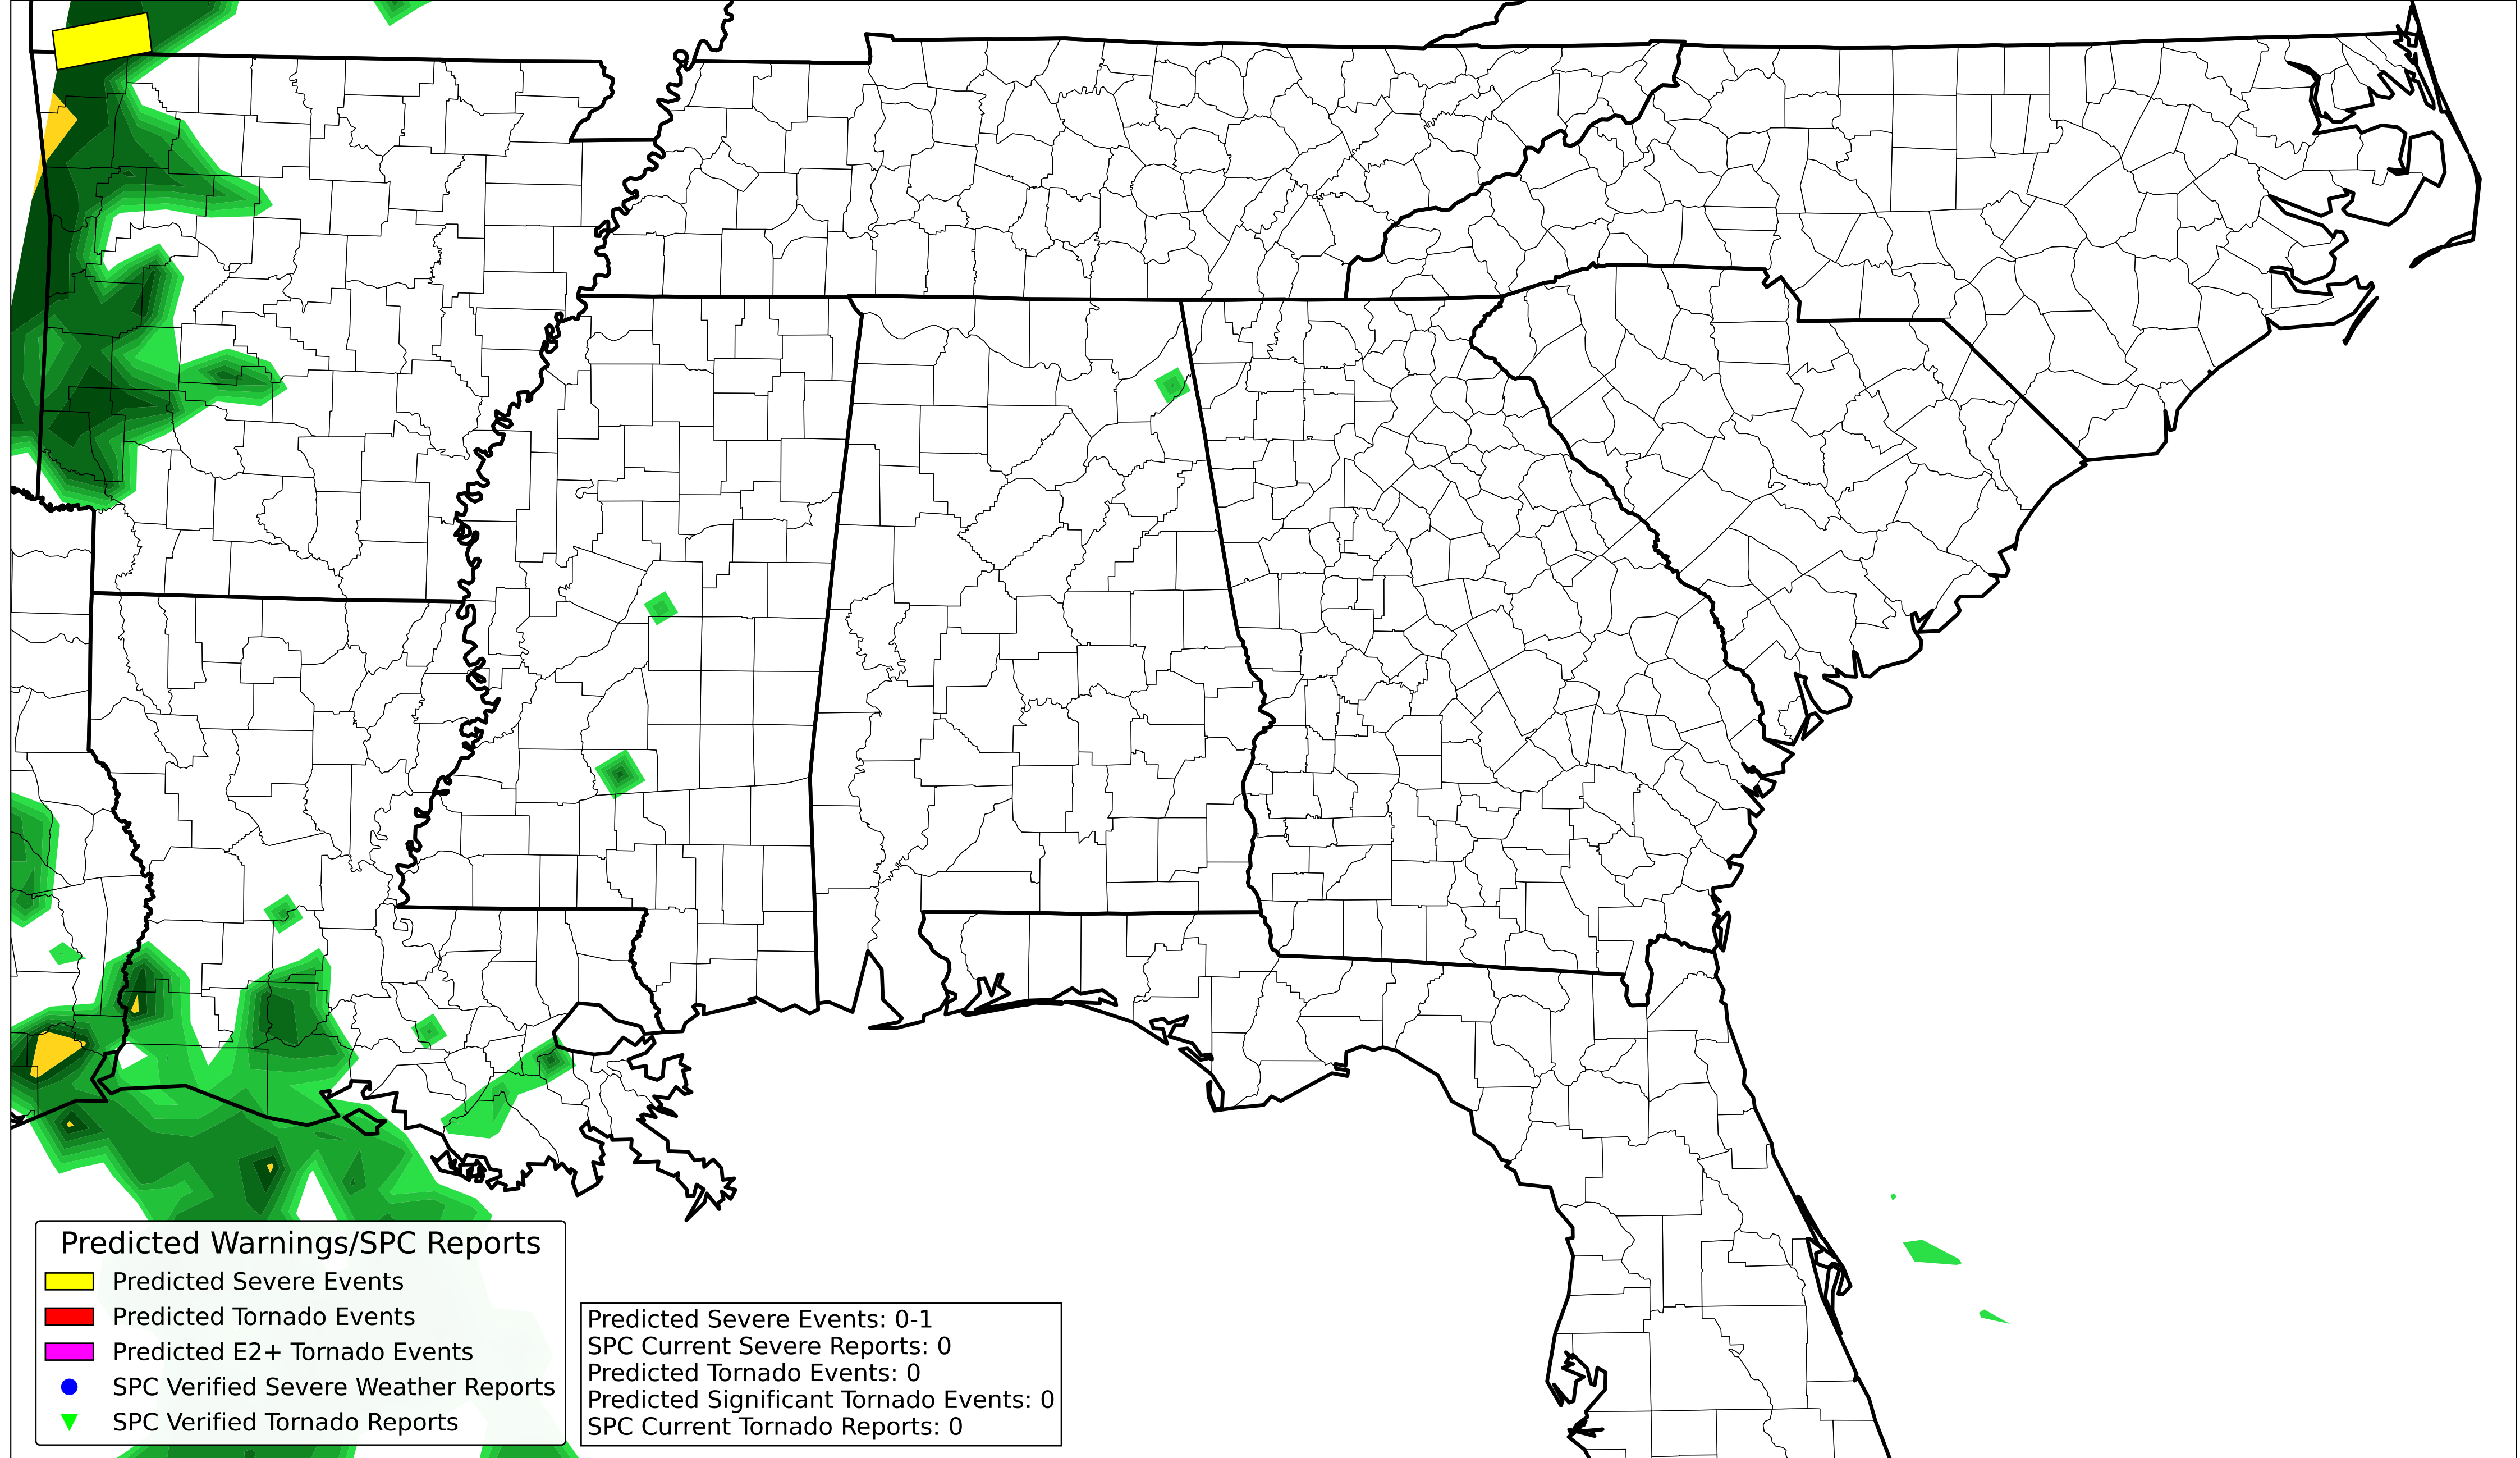 Predicted Warnings/SPC Reports
Predicted Severe Events
Predicted Tornado Events
Predicted E2+ Tornado Events
SPC Verified Severe Weather Reports
SPC Verified Tornado Reports
Predicted Severe Events: 0-1
SPC Current Severe Reports: 0
Predicted Tornado Events: 0
Predicted Significant Tornado Events: 0
SPC Current Tornado Reports: 0